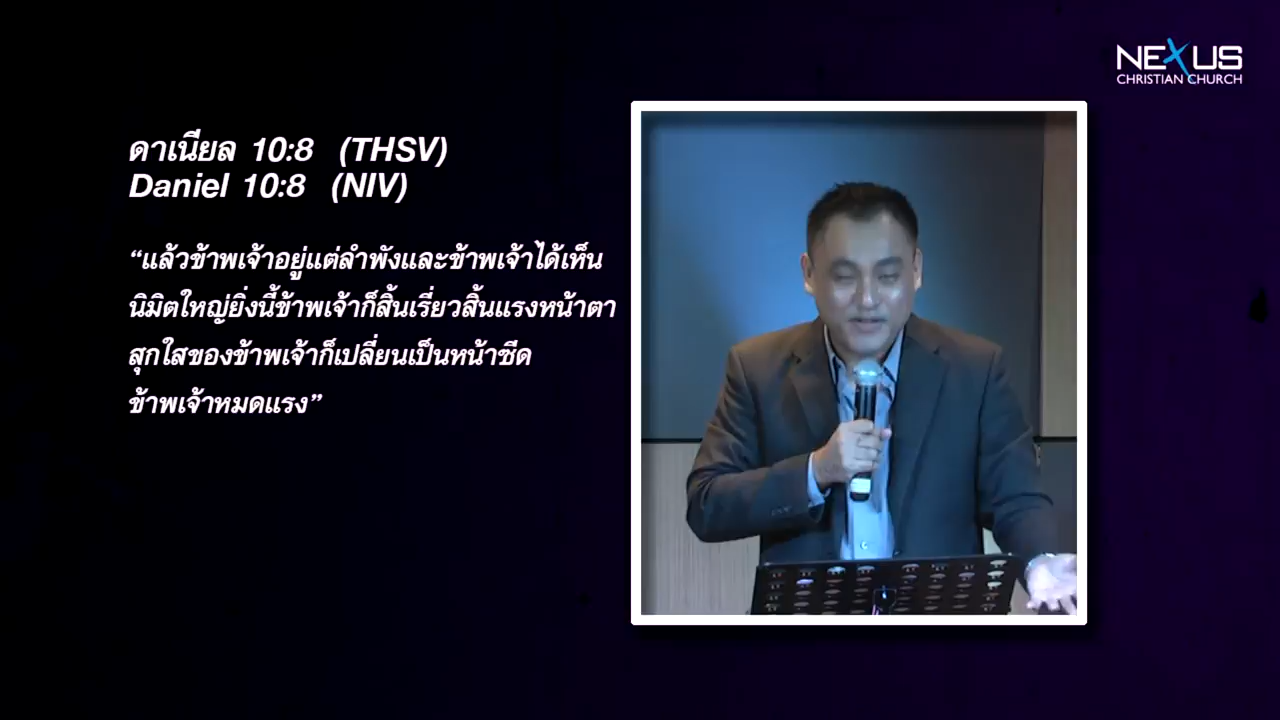 NEXUS
CHRISTIAN CHURCH
ดาเนียล 10:8 (THSV)
Daniel 10:8 (NIV)
“แล้วข้าพเจ้าอยู่แต่ลำพังและข้าพเจ้าได้เห็น
นิมิตใหญ่ยิ่งนี้ข้าพเจ้าก็สิ้นเรี่ยวสิ้นแรงหน้าตา
สุกใสของข้าพเจ้าก็เปลี่ยนเป็นหน้าซีด
ข้าพเจ้าหมดแรง”